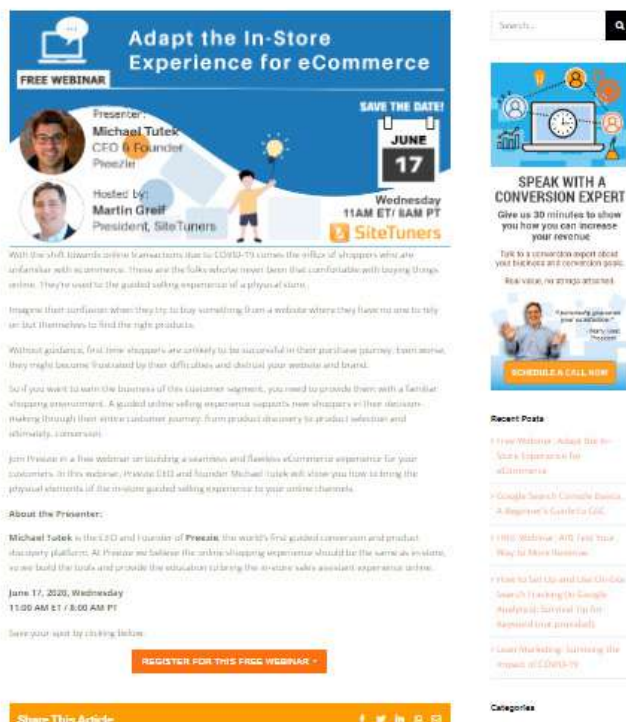 Adapt the In-Store
Experience for eCommerce
FREE WEBINAR
Presenter:
Michael Tutek
CEO & Founder
Preezie
Hosted by:
Martin Greif
President, SiteTuners
SAVE THE DATE!
JUNE
17
Wednesday
11AM ET/ 8AM PT
SiteTuners
With the shift towards online transactions due to COVID-19 comes the influx of shoppers who are
unfamiliar with ecommerce. These are the folks who've never been that comfortable with buying things
online. They're used to the guided selling experience of a physical store.
Imagine their confusion when they try to buy something from a website where they have no one to rely
on but themselves to find the right products.
Without guidance, first time shoppers are unlikely to be successful in their purchase journey. Even worse,
they might become frustrated by their difficulties and distrust your website and brand.
So if you want to earn the business of this customer segment, you need to provide them with a familiar
shopping environment. A guided online selling experience supports new shoppers in their decision-
making through their entire customer journey: from product discovery to product selection and
ultimately, conversion.
Join Preezie in a free webinar on building a seamless and flawless eCommerce experience for your
customers. In this webinar, Preezie CEO and founder Michael Tutek will show you how to bring the
physical elements of the in-store guided selling experience to your online channels.
About the Presenter:
Michael Tutek is the CEO and Founder of Preezie, the world's first guided conversion and product
discovery platform. At Preezie we believe the online shopping experience should be the same as in-store,
so we build the tools and provide the education to bring the in-store sales assistant experience online.
June 17, 2020, Wednesday
11:00 AM ET / 8:00 AM PT
Save your spot by clicking below.
REGISTER FOR THIS FREE WEBINAR
Share This Article
Search...
SPEAK WITH A
CONVERSION EXPERT
Give us 30 minutes to show
you how you can increase
your revenue
Talk to a conversion expert about
your business and conversion goals.
Real value, no strings attached.
SCHEDULE A CALL NOW
Recent Posts
Free Webinar: Adapt the In-
Store Experience for
eCommerce
Google Search Console Basics:
A Beginner's Guide to GSC
FREE Webinar: A/B Test Your
Way to More Revenue
How to Set Up and Use On-Site
Search Tracking On Google
Analytics: Survival Tip for
Keyword (not provided)
Lean Marketing: Surviving the
Impact of COVID-19
Categories